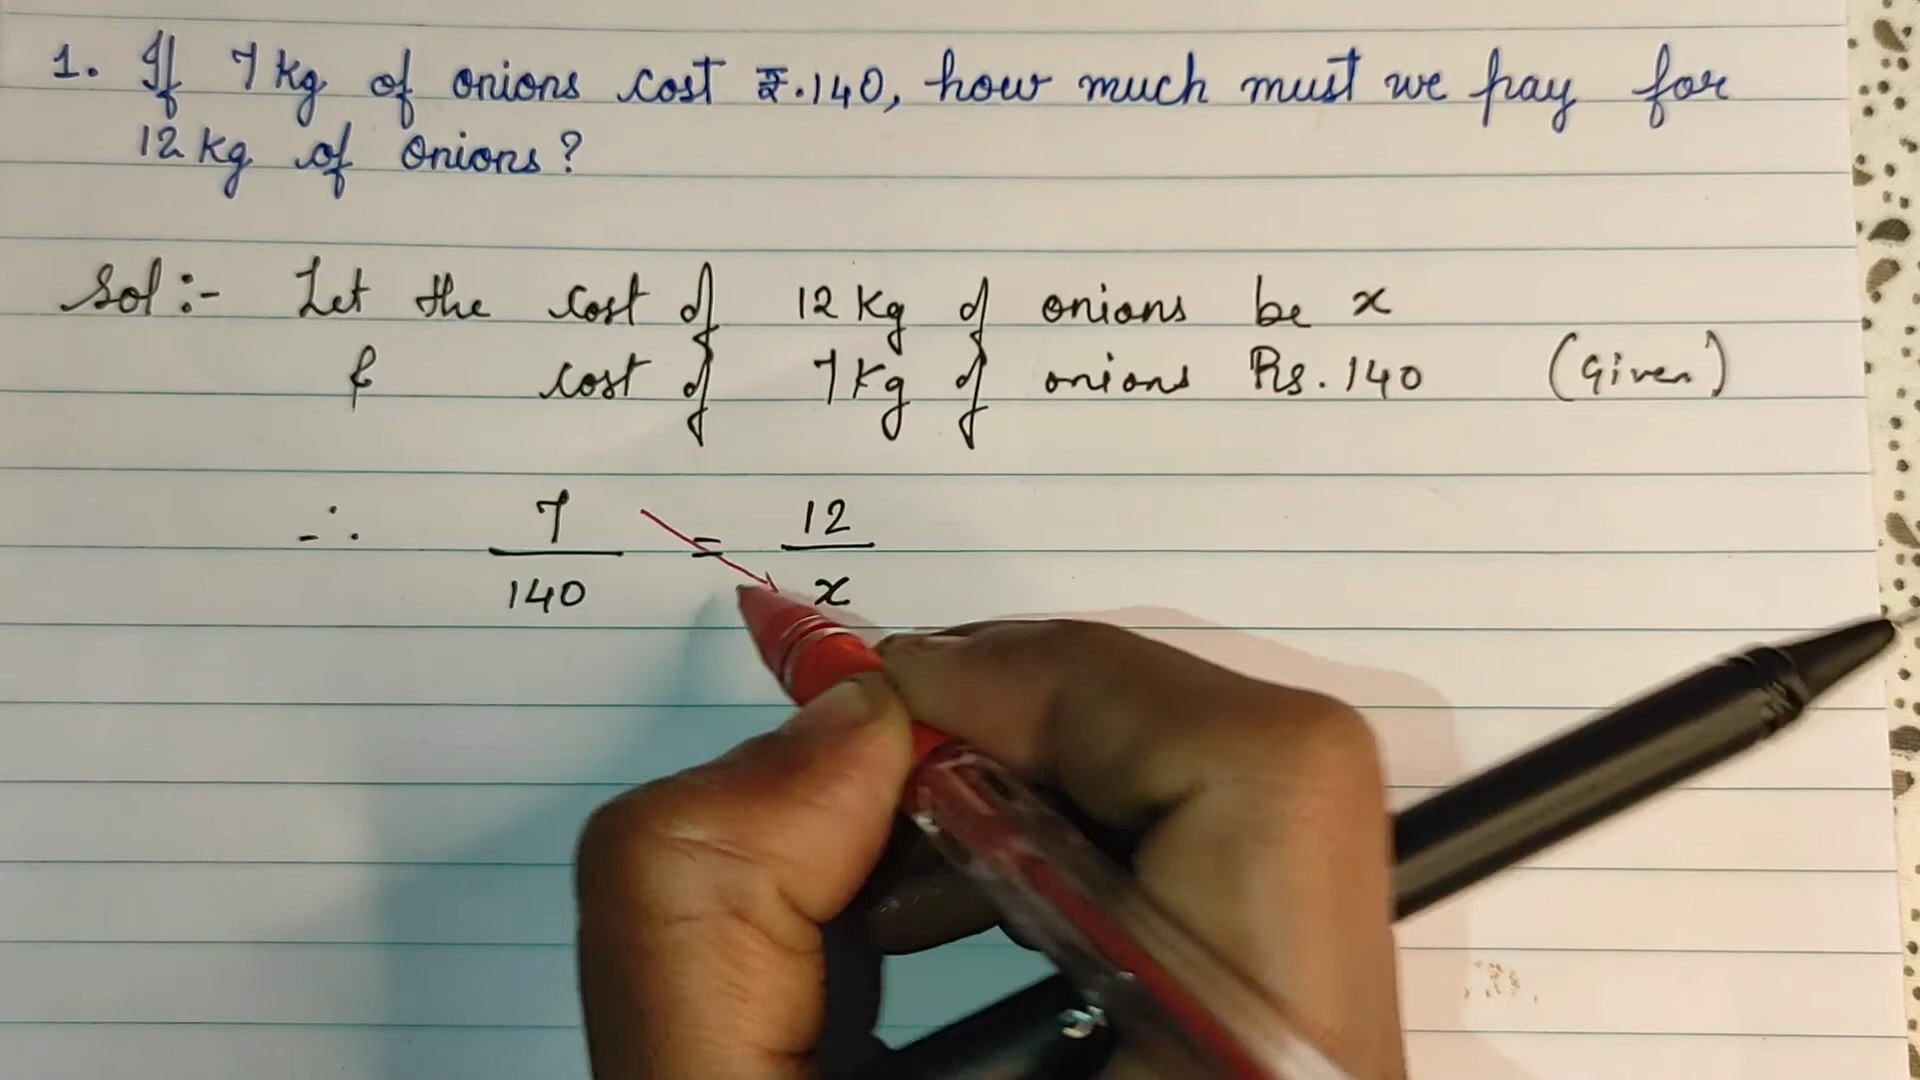 1. If 7 kg of onions cost ₹.140, how much must we pay for
12 kg of onions?
Sol:- Let the cost of 12 kg of onions be x
& cost of 7 kg of onions Rs. 140 (Given)
∴ 7/140 = 12/x